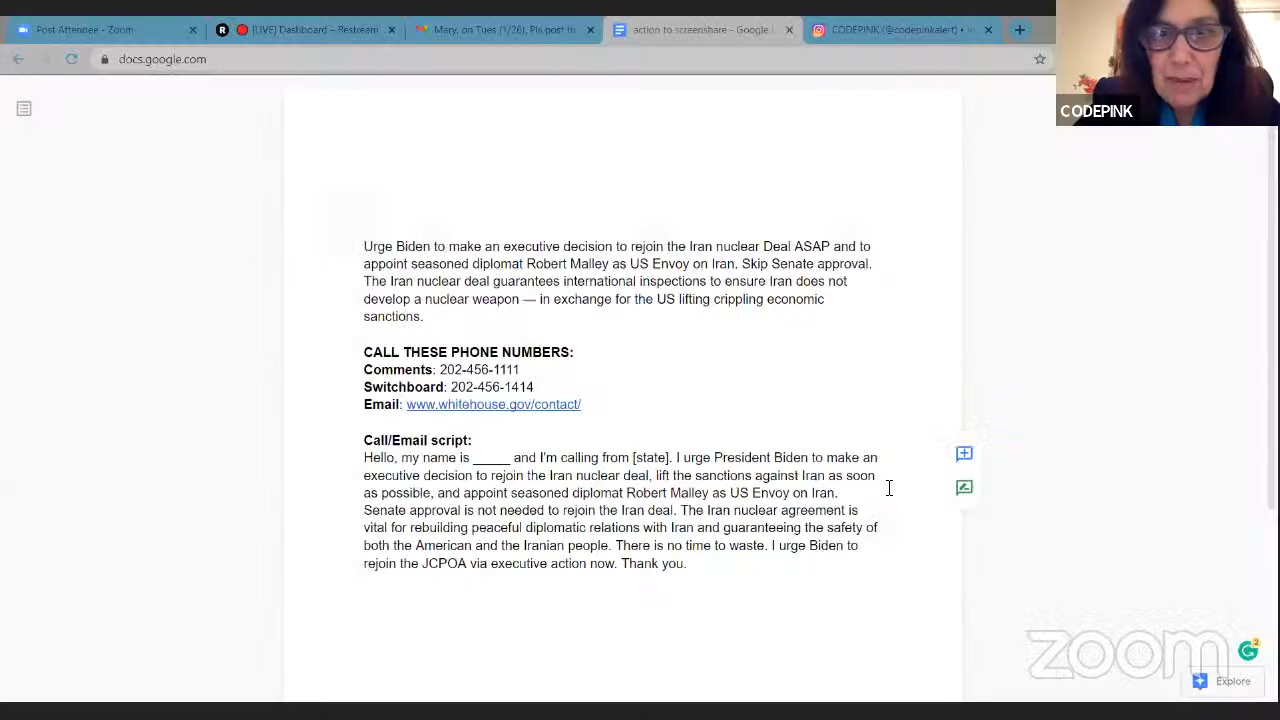 Post Attendee - Zoom
[LIVE] Dashboard - Restream
Mary, on Tues (1/26), Pls post th
action to screenshare - Google
CODEPINK (@codepinkalert) •
docs.google.com
CODEPINK
Urge Biden to make an executive decision to rejoin the Iran nuclear Deal ASAP and to
appoint seasoned diplomat Robert Malley as US Envoy on Iran. Skip Senate approval.
The Iran nuclear deal guarantees international inspections to ensure Iran does not
develop a nuclear weapon — in exchange for the US lifting crippling economic
sanctions.
CALL THESE PHONE NUMBERS:
Comments: 202-456-1111
Switchboard: 202-456-1414
Email: www.whitehouse.gov/contact/
Call/Email script:
Hello, my name is _____ and I'm calling from [state]. I urge President Biden to make an
executive decision to rejoin the Iran nuclear deal, lift the sanctions against Iran as soon
as possible, and appoint seasoned diplomat Robert Malley as US Envoy on Iran.
Senate approval is not needed to rejoin the Iran deal. The Iran nuclear agreement is
vital for rebuilding peaceful diplomatic relations with Iran and guaranteeing the safety of
both the American and the Iranian people. There is no time to waste. I urge Biden to
rejoin the JCPOA via executive action now. Thank you.
zoom
2
Explore